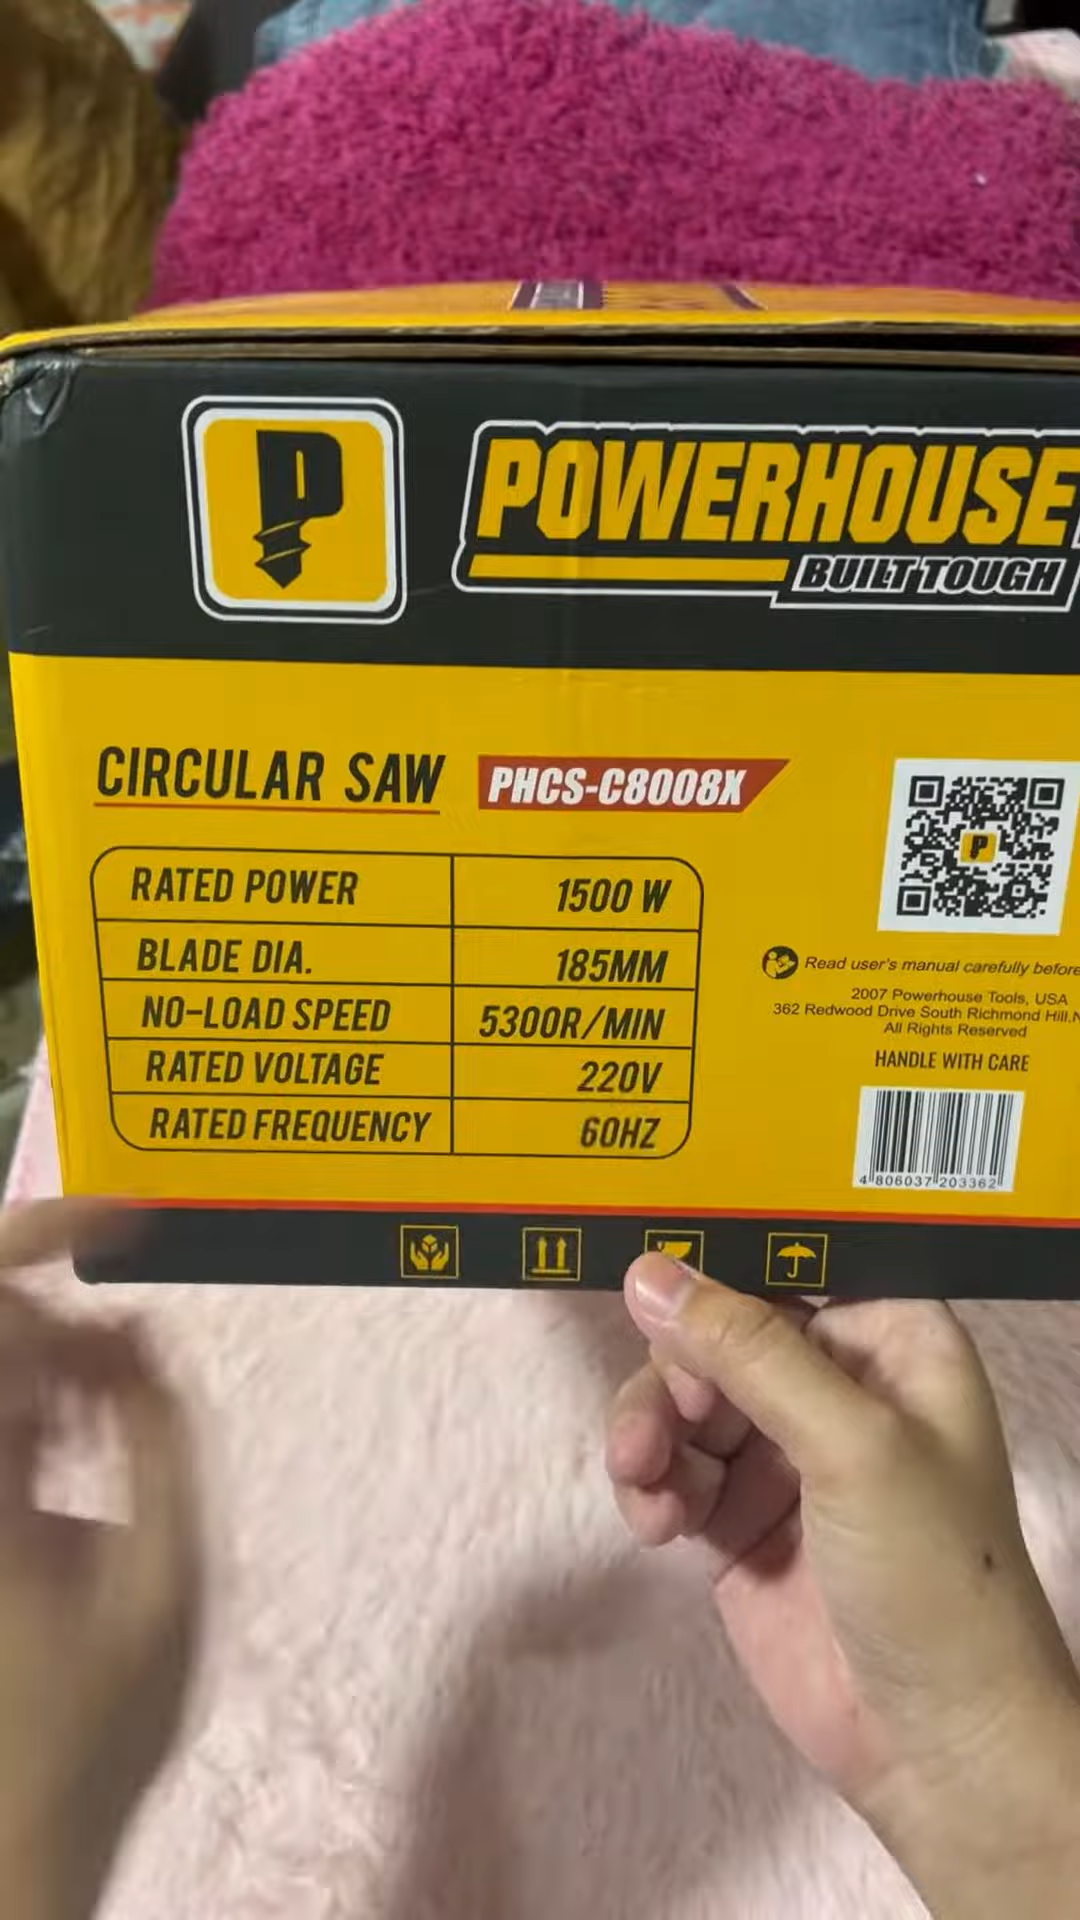 POWERHOUSE
BUILT TOUGH
CIRCULAR SAW PHCS-C8008X
RATED POWER 1500 W
BLADE DIA. 185MM
NO-LOAD SPEED 5300R/MIN
RATED VOLTAGE 220V
RATED FREQUENCY 60HZ
Read user's manual carefully before
2007 Powerhouse Tools, USA
362 Redwood Drive South Richmond Hill,
All Rights Reserved
HANDLE WITH CARE
4 806037 203362